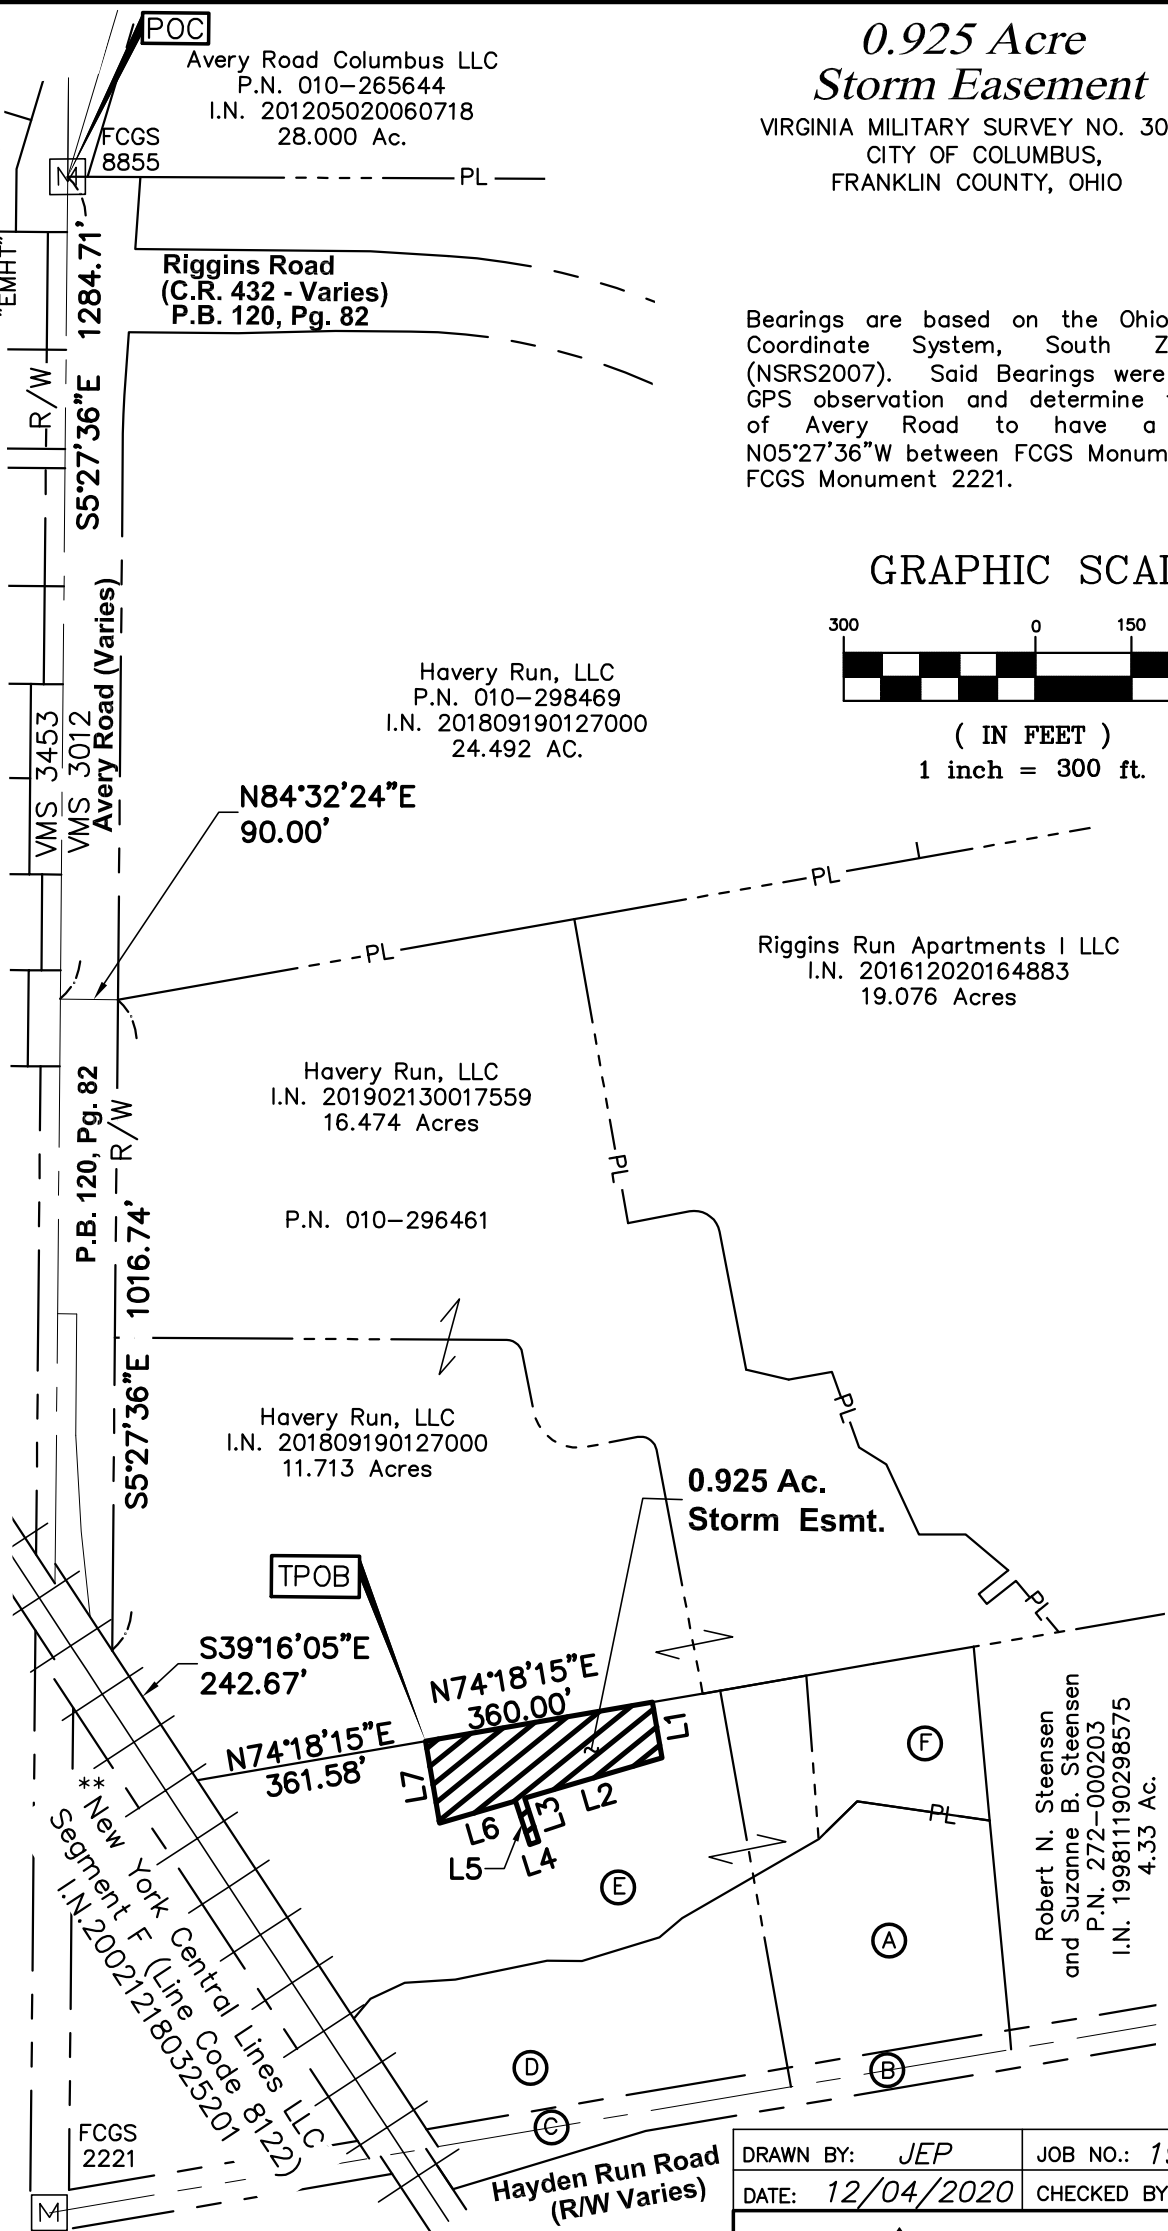 POC
Avery Road Columbus LLC
P.N. 010-265644
I.N. 201205020060718
28.000 Ac.
0.925 Acre
Storm Easement
VIRGINIA MILITARY SURVEY NO. 30
CITY OF COLUMBUS,
FRANKLIN COUNTY, OHIO
FCGS
8855
M
PL
"EMHT"
R/W
S5°27'36"E 1284.71'
Riggins Road
(C.R. 432 - Varies)
P.B. 120, Pg. 82
Bearings are based on the Ohio
Coordinate System, South Z
(NSRS2007). Said Bearings were
GPS observation and determine
of Avery Road to have a
N05°27'36"W between FCGS Monum
FCGS Monument 2221.
GRAPHIC SCAL
300 0 150
( IN FEET )
1 inch = 300 ft.
Avery Road (Varies)
VMS 3453
VMS 3012
Havery Run, LLC
P.N. 010-298469
I.N. 201809190127000
24.492 AC.
N84°32'24"E
90.00'
PL
PL
Riggins Run Apartments I LLC
I.N. 201612020164883
19.076 Acres
Havery Run, LLC
I.N. 201902130017559
16.474 Acres
P.B. 120, Pg. 82
R/W
PL
P.N. 010-296461
S5°27'36"E 1016.74'
Havery Run, LLC
I.N. 201809190127000
11.713 Acres
PL
0.925 Ac.
Storm Esmt.
TPOB
PL
S39°16'05"E
242.67'
N74°18'15"E
360.00'
N74°18'15"E
361.58'
L1
L2
L3
L4
L5
L6
L7
F
PL
E
A
D
B
C
Robert N. Steensen
and Suzanne B. Steensen
P.N. 272-000203
I.N. 199811190298575
4.33 Ac.
**New York Central Lines LLC
Segment F (Line Code 8122)
I.N.200212180325201
FCGS
2221
M
Hayden Run Road
(R/W Varies)
DRAWN BY: JEP
JOB NO.: 1
DATE: 12/04/2020
CHECKED BY